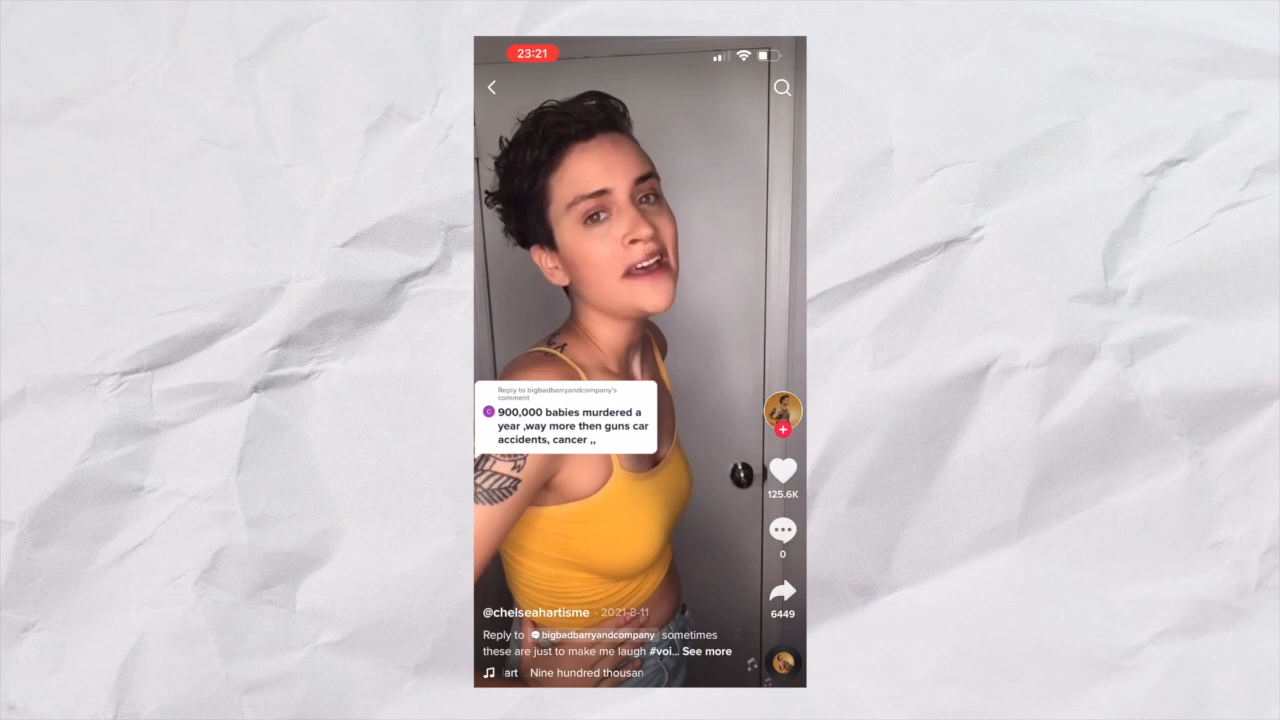 23:21
Reply to bigbadbarryandcompany's
comment
C
900,000 babies murdered a
year ,way more then guns car
accidents, cancer ,,
125.6K
0
6449
@chelseahartisme · 2021-8-11
Reply to bigbadbarryandcompany sometimes
these are just to make me laugh #voi... See more
art Nine hundred thousan